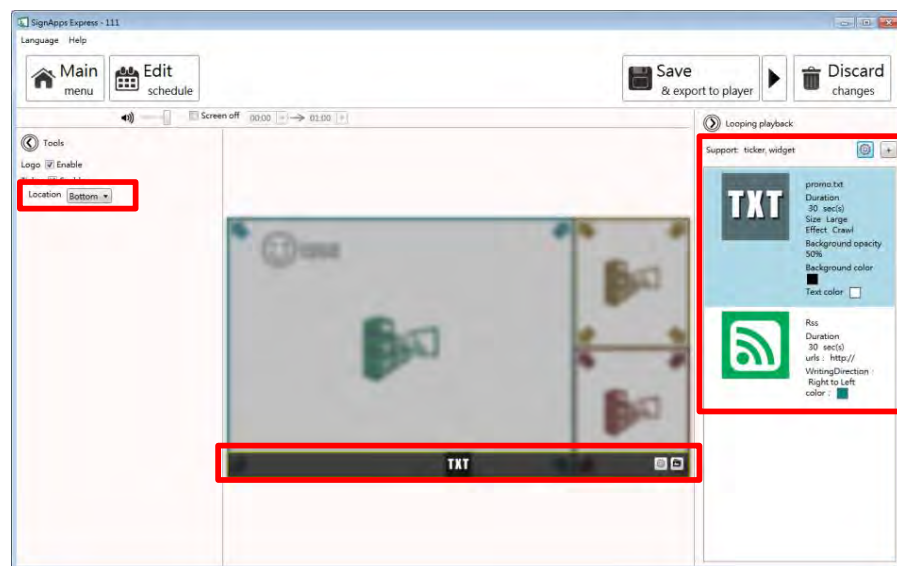 SignApps Express - 111
Language Help
Main
menu
Edit
schedule
Save
& export to player
Discard
changes
Screen off 00:00 → 01:00
Looping playback
Tools
Support: ticker, widget
Logo Enable
Location Bottom
TXT
promo.txt
Duration
30 sec(s)
Size Large
Effect Crawl
Background opacity
50%
Background color
Text color
Rss
Duration
30 sec(s)
urls : http://
WritingDirection :
Right to Left
color :
TXT